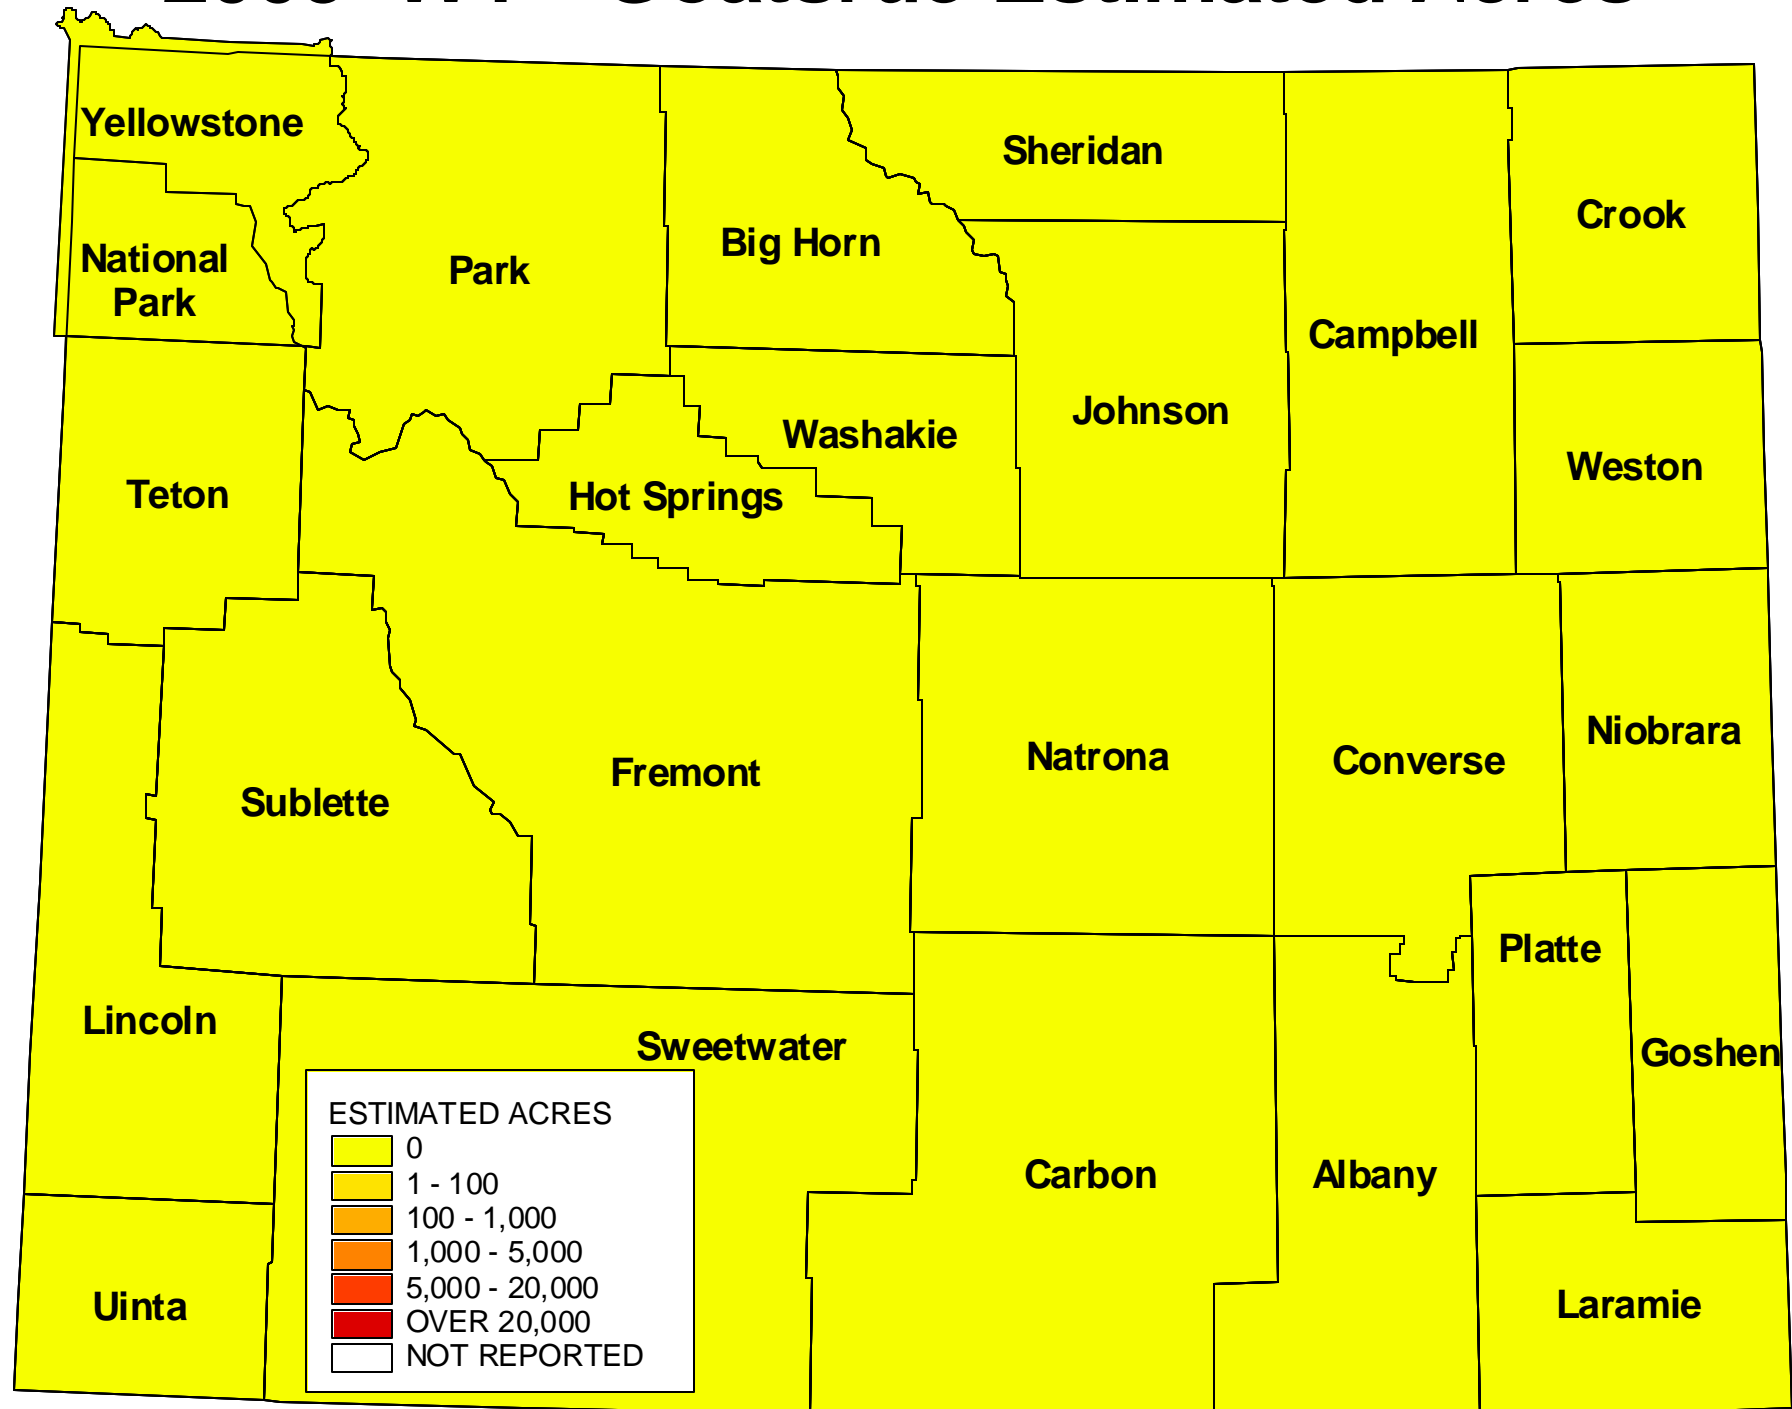 Estimated Acres
Yellowstone
Sheridan
Crook
Big Horn
National
Park
Park
Campbell
Johnson
Washakie
Weston
Teton
Hot Springs
Niobrara
Natrona
Converse
Fremont
Sublette
Platte
Lincoln
Sweetwater
Goshen
ESTIMATED ACRES
0
1 - 100
100 - 1,000
1,000 - 5,000
5,000 - 20,000
OVER 20,000
NOT REPORTED
Carbon
Albany
Uinta
Laramie